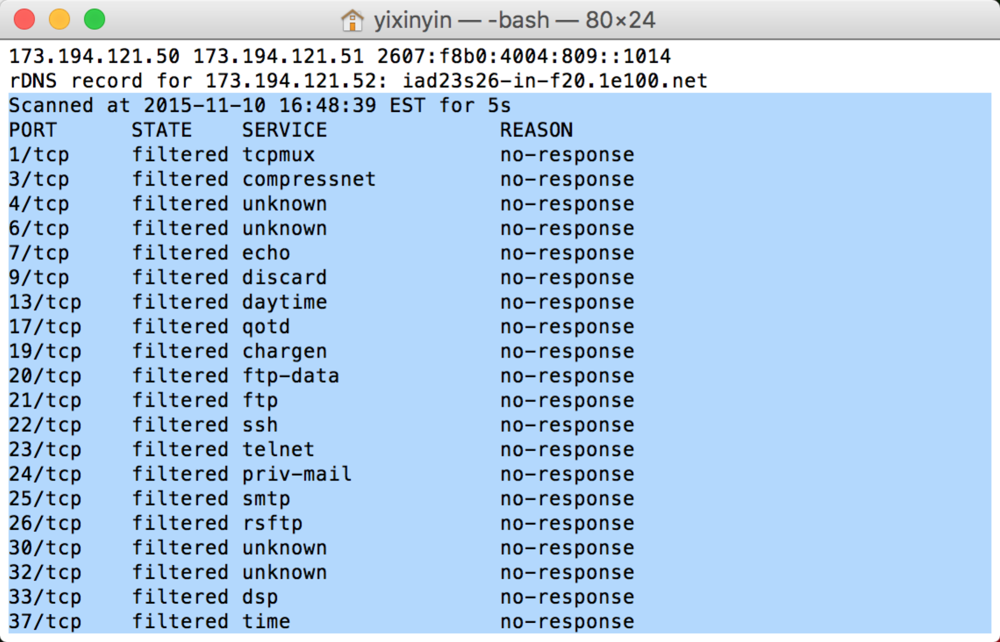 yixinyin — -bash — 80×24
173.194.121.50 173.194.121.51 2607:f8b0:4004:809::1014
rDNS record for 173.194.121.52: iad23s26-in-f20.1e100.net
Scanned at 2015-11-10 16:48:39 EST for 5s
PORT STATE SERVICE REASON
1/tcp filtered tcpmux no-response
3/tcp filtered compressnet no-response
4/tcp filtered unknown no-response
6/tcp filtered unknown no-response
7/tcp filtered echo no-response
9/tcp filtered discard no-response
13/tcp filtered daytime no-response
17/tcp filtered qotd no-response
19/tcp filtered chargen no-response
20/tcp filtered ftp-data no-response
21/tcp filtered ftp no-response
22/tcp filtered ssh no-response
23/tcp filtered telnet no-response
24/tcp filtered priv-mail no-response
25/tcp filtered smtp no-response
26/tcp filtered rsftp no-response
30/tcp filtered unknown no-response
32/tcp filtered unknown no-response
33/tcp filtered dsp no-response
37/tcp filtered time no-response